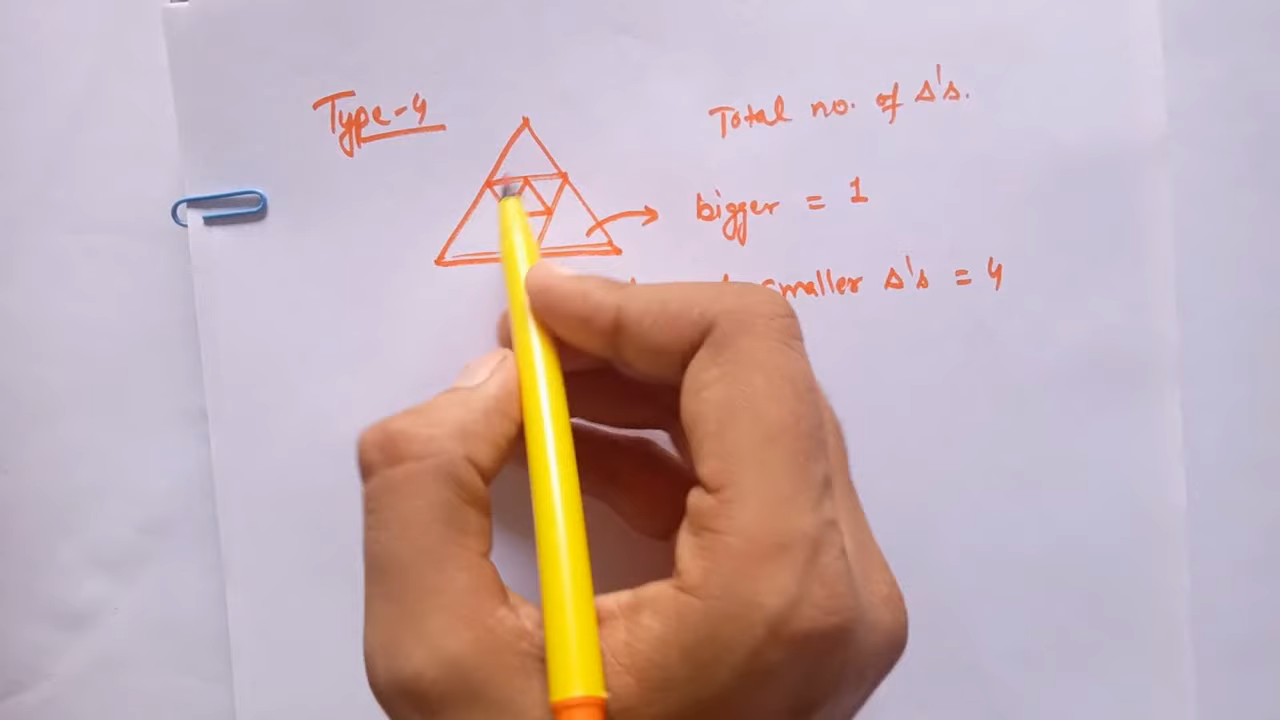 Type-4
Total no. of Δ's.
bigger = 1
smaller Δ's = 4